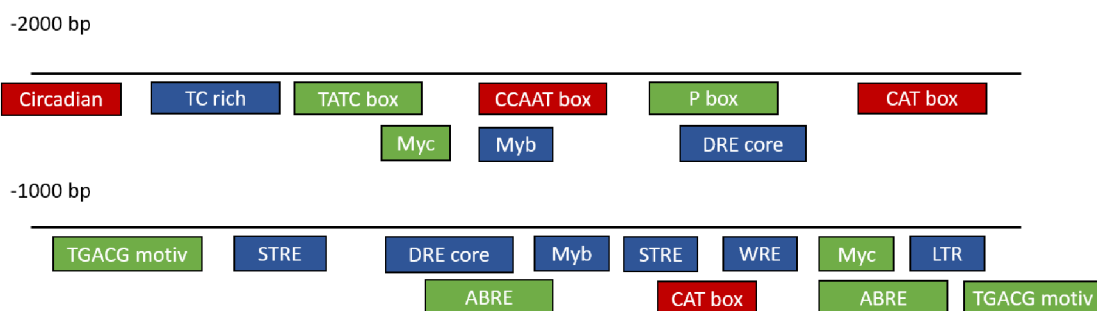 -2000 bp
Circadian TC rich TATC box CCAAT box P box CAT box
Myc Myb DRE core
-1000 bp
TGACG motiv STRE DRE core Myb STRE WRE Myc LTR
ABRE CAT box ABRE TGACG motiv